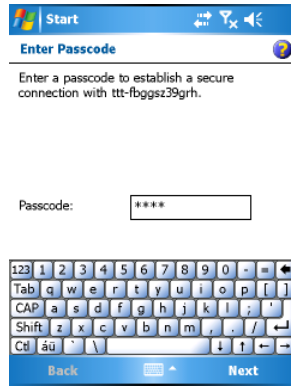 Start
Enter Passcode
Enter a passcode to establish a secure
connection with ttt-fbggsz39grh.
Passcode: ****
123 1 2 3 4 5 6 7 8 9 0 - =
Tab q w e r t y u i o p [ ]
CAP a s d f g h j k l ; '
Shift z x c v b n m , . /
Ctl áü ` \
Back Next